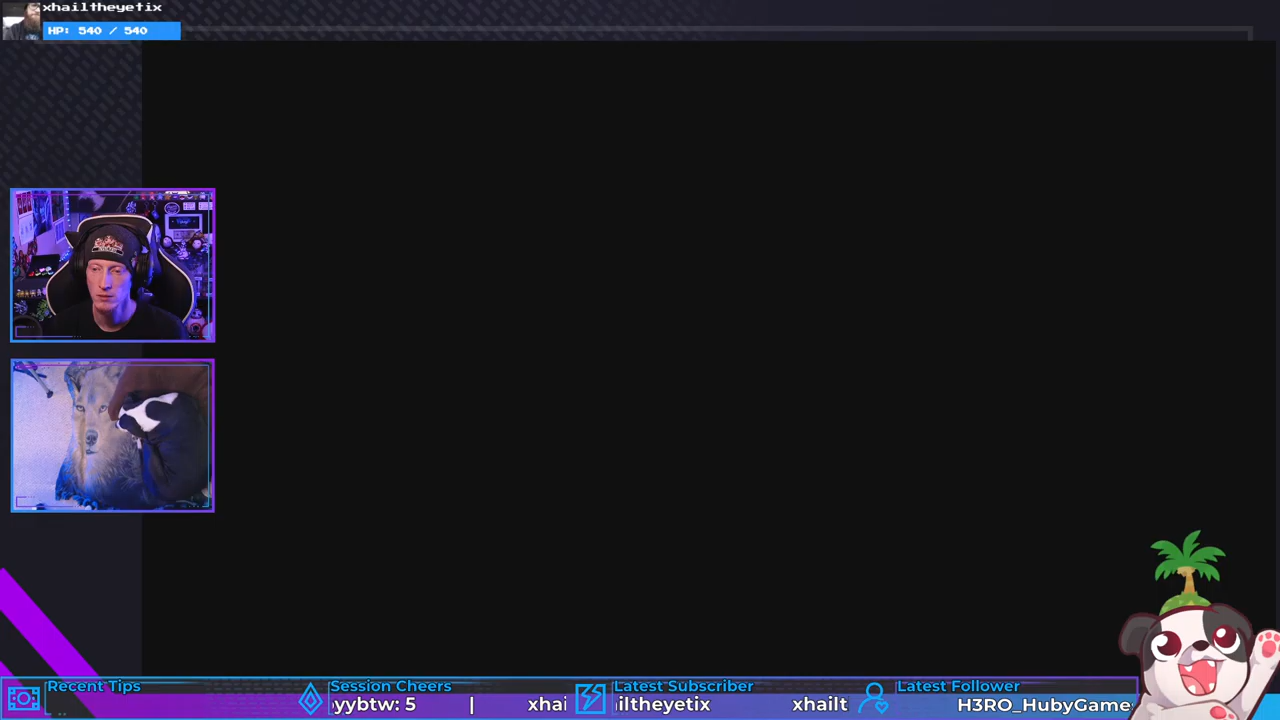 xhailtheyetix
HP: 540 / 540
Recent Tips
Session Cheers
yybtw: 5 | xhai
Latest Subscriber
iltheyetix xhailt
Latest Follower
H3RO_HubyGame